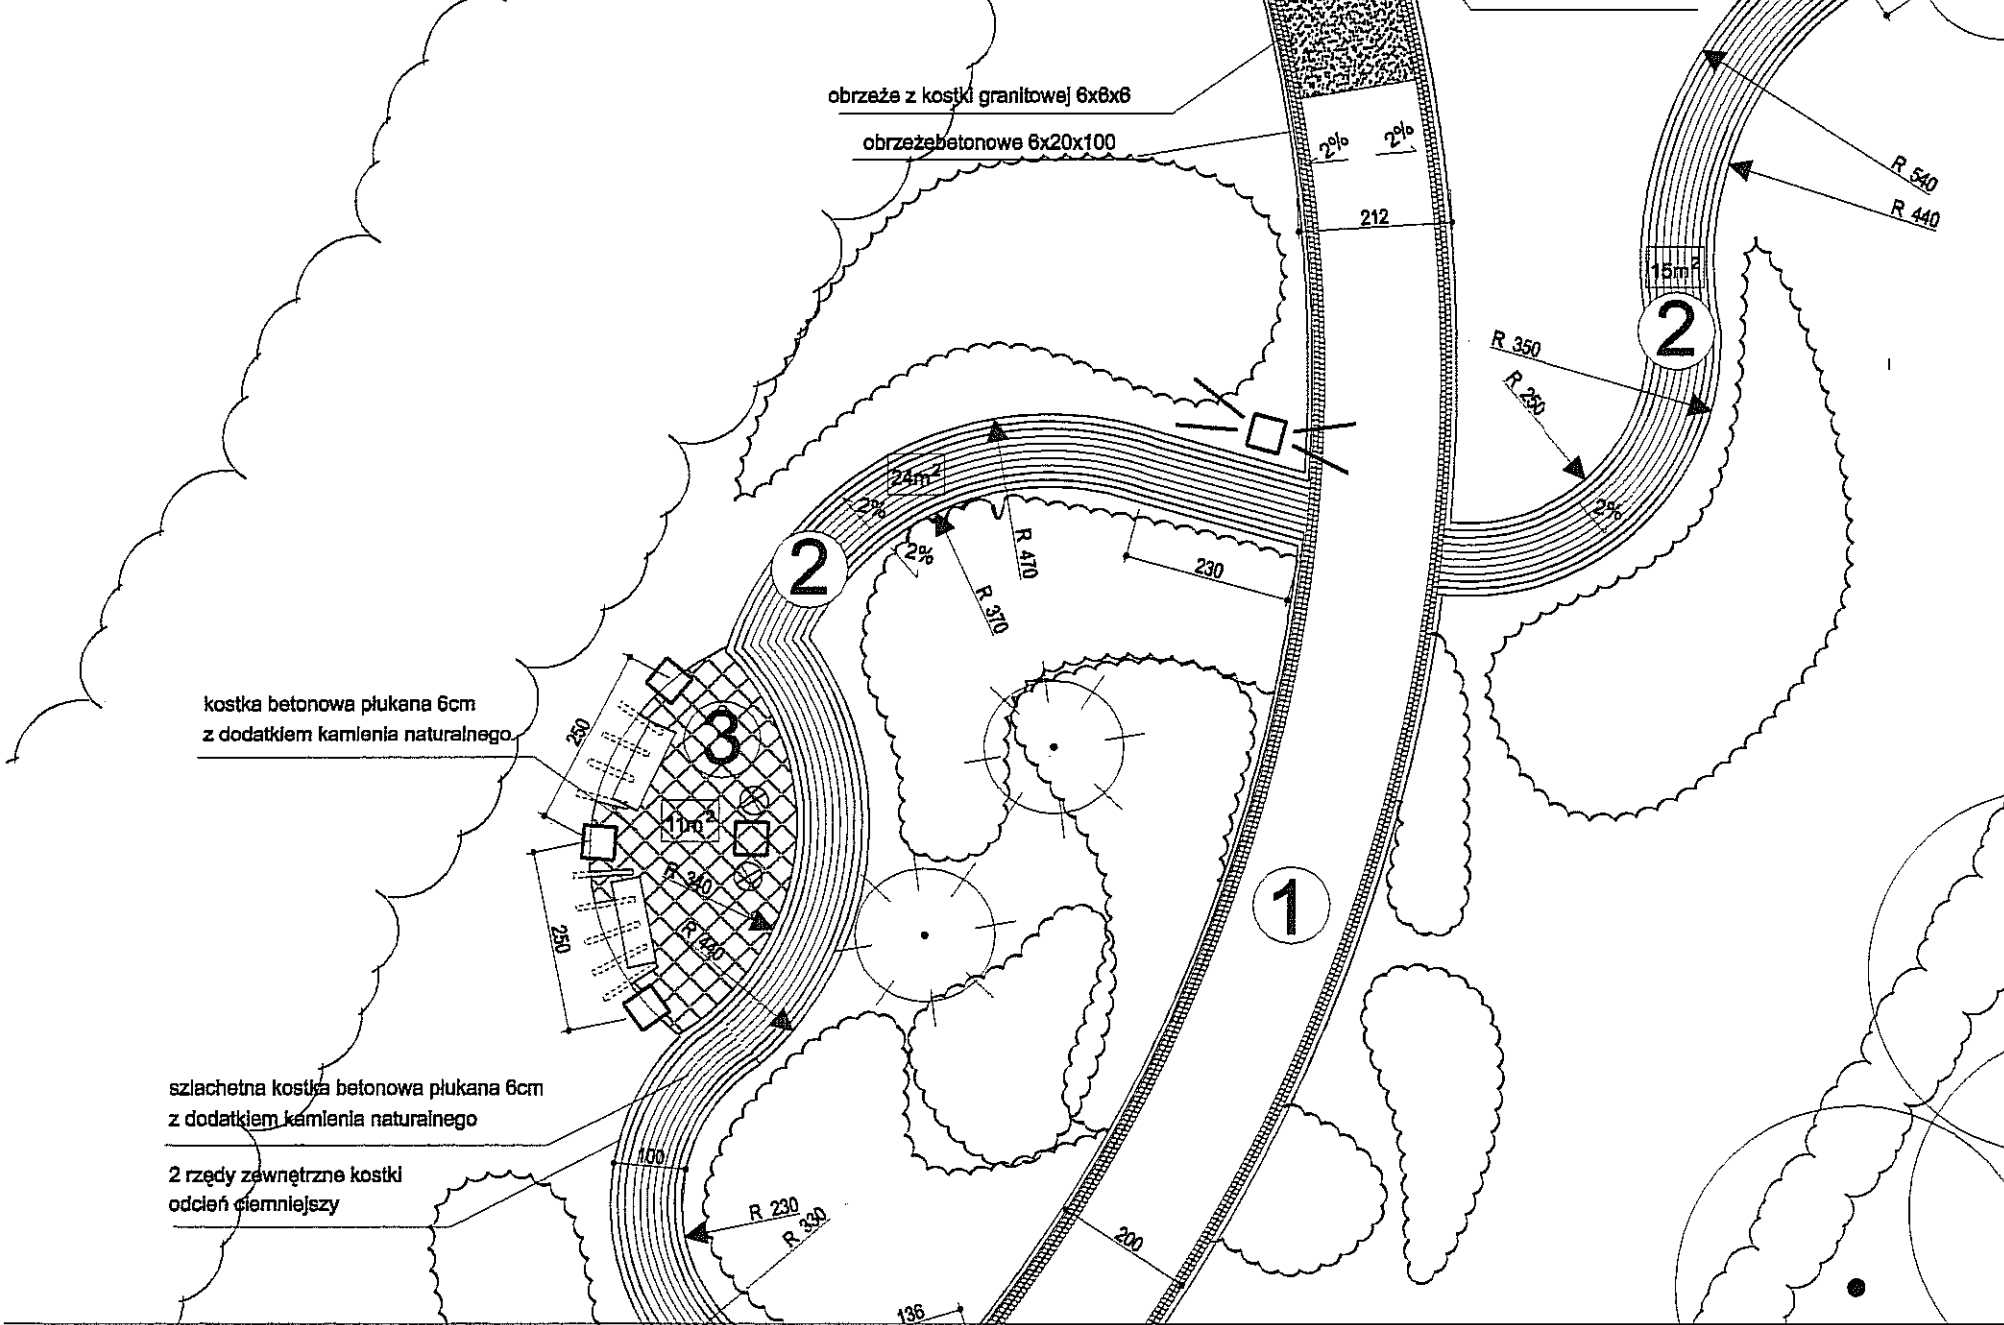 obrzeże z kostki granitowej 6x6x6
obrzeżebetonowe 6x20x100
2%
2%
212
R 540
R 440
15m²
2
R 350
R 250
2%
24m²
2%
2
2%
R 470
R 370
230
kostka betonowa płukana 6cm
z dodatkiem kamienia naturalnego
250
3
11m²
R 340
R 440
250
1
szlachetna kostka betonowa płukana 6cm
z dodatkiem kamienia naturalnego
2 rzędy zewnętrzne kostki
odcień ciemniejszy
100
R 230
R 330
200
136